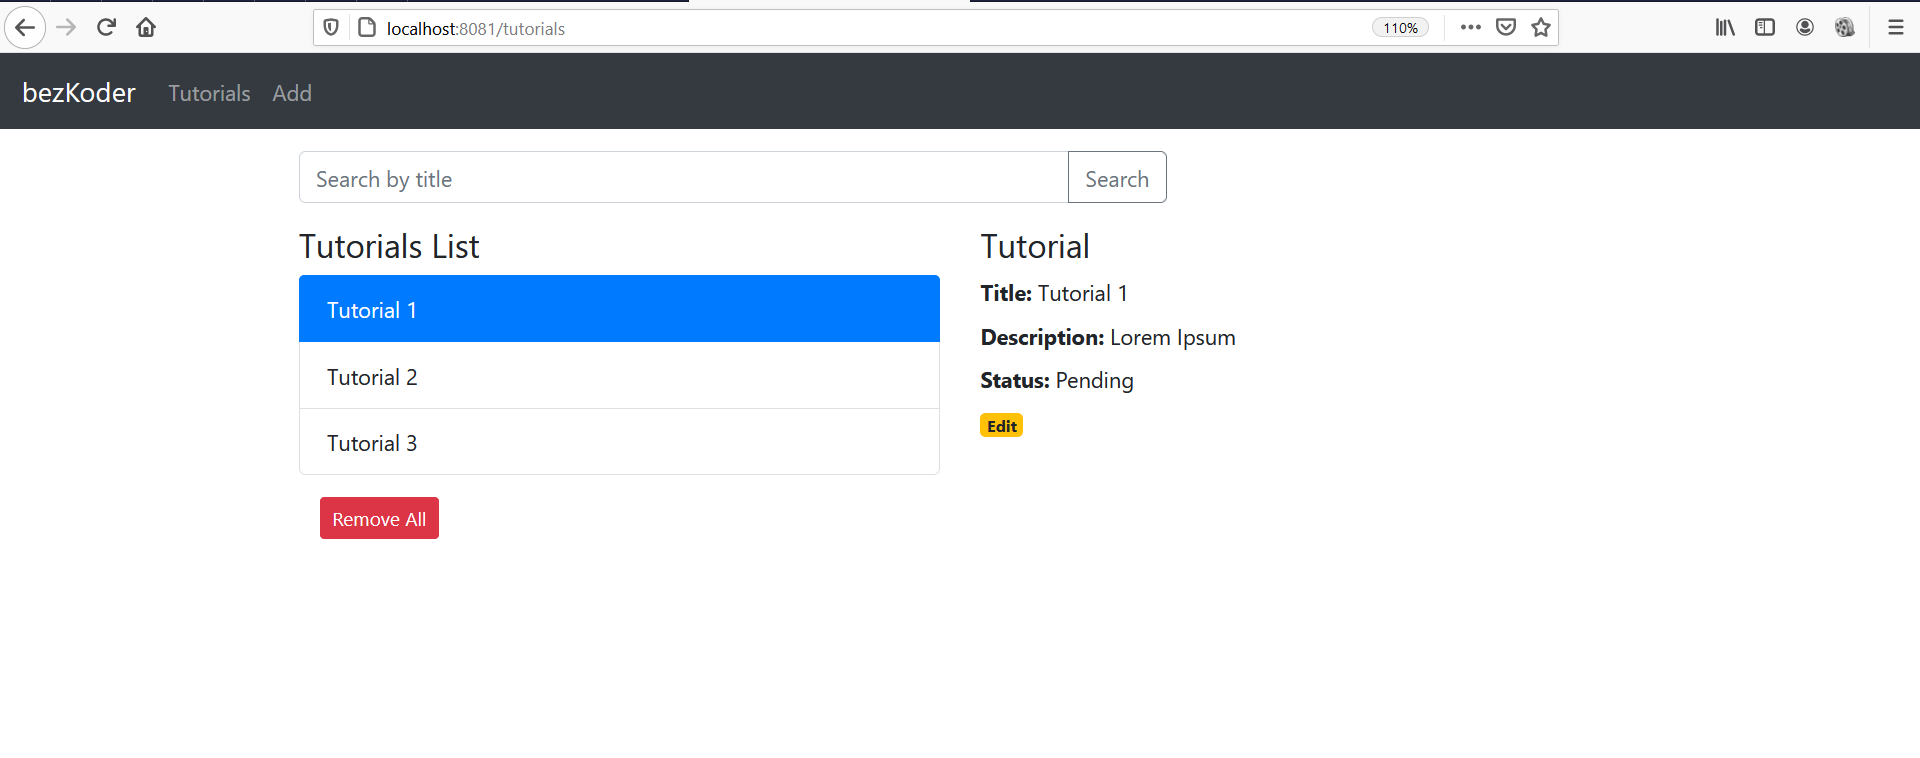 localhost:8081/tutorials 110%
bezKoder Tutorials Add
Search by title Search
Tutorials List
Tutorial 1
Tutorial 2
Tutorial 3
Remove All
Tutorial
Title: Tutorial 1
Description: Lorem Ipsum
Status: Pending
Edit